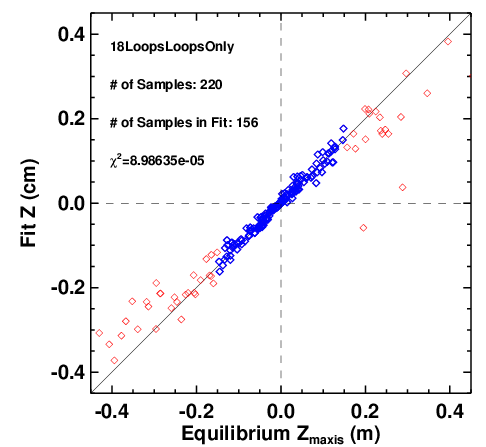 18LoopsLoopsOnly
# of Samples: 220
# of Samples in Fit: 156
χ²=8.98635e-05
Fit Z (cm)
0.4
0.2
0.0
-0.2
-0.4
-0.4 -0.2 0.0 0.2 0.4
Equilibrium Zmaxis (m)